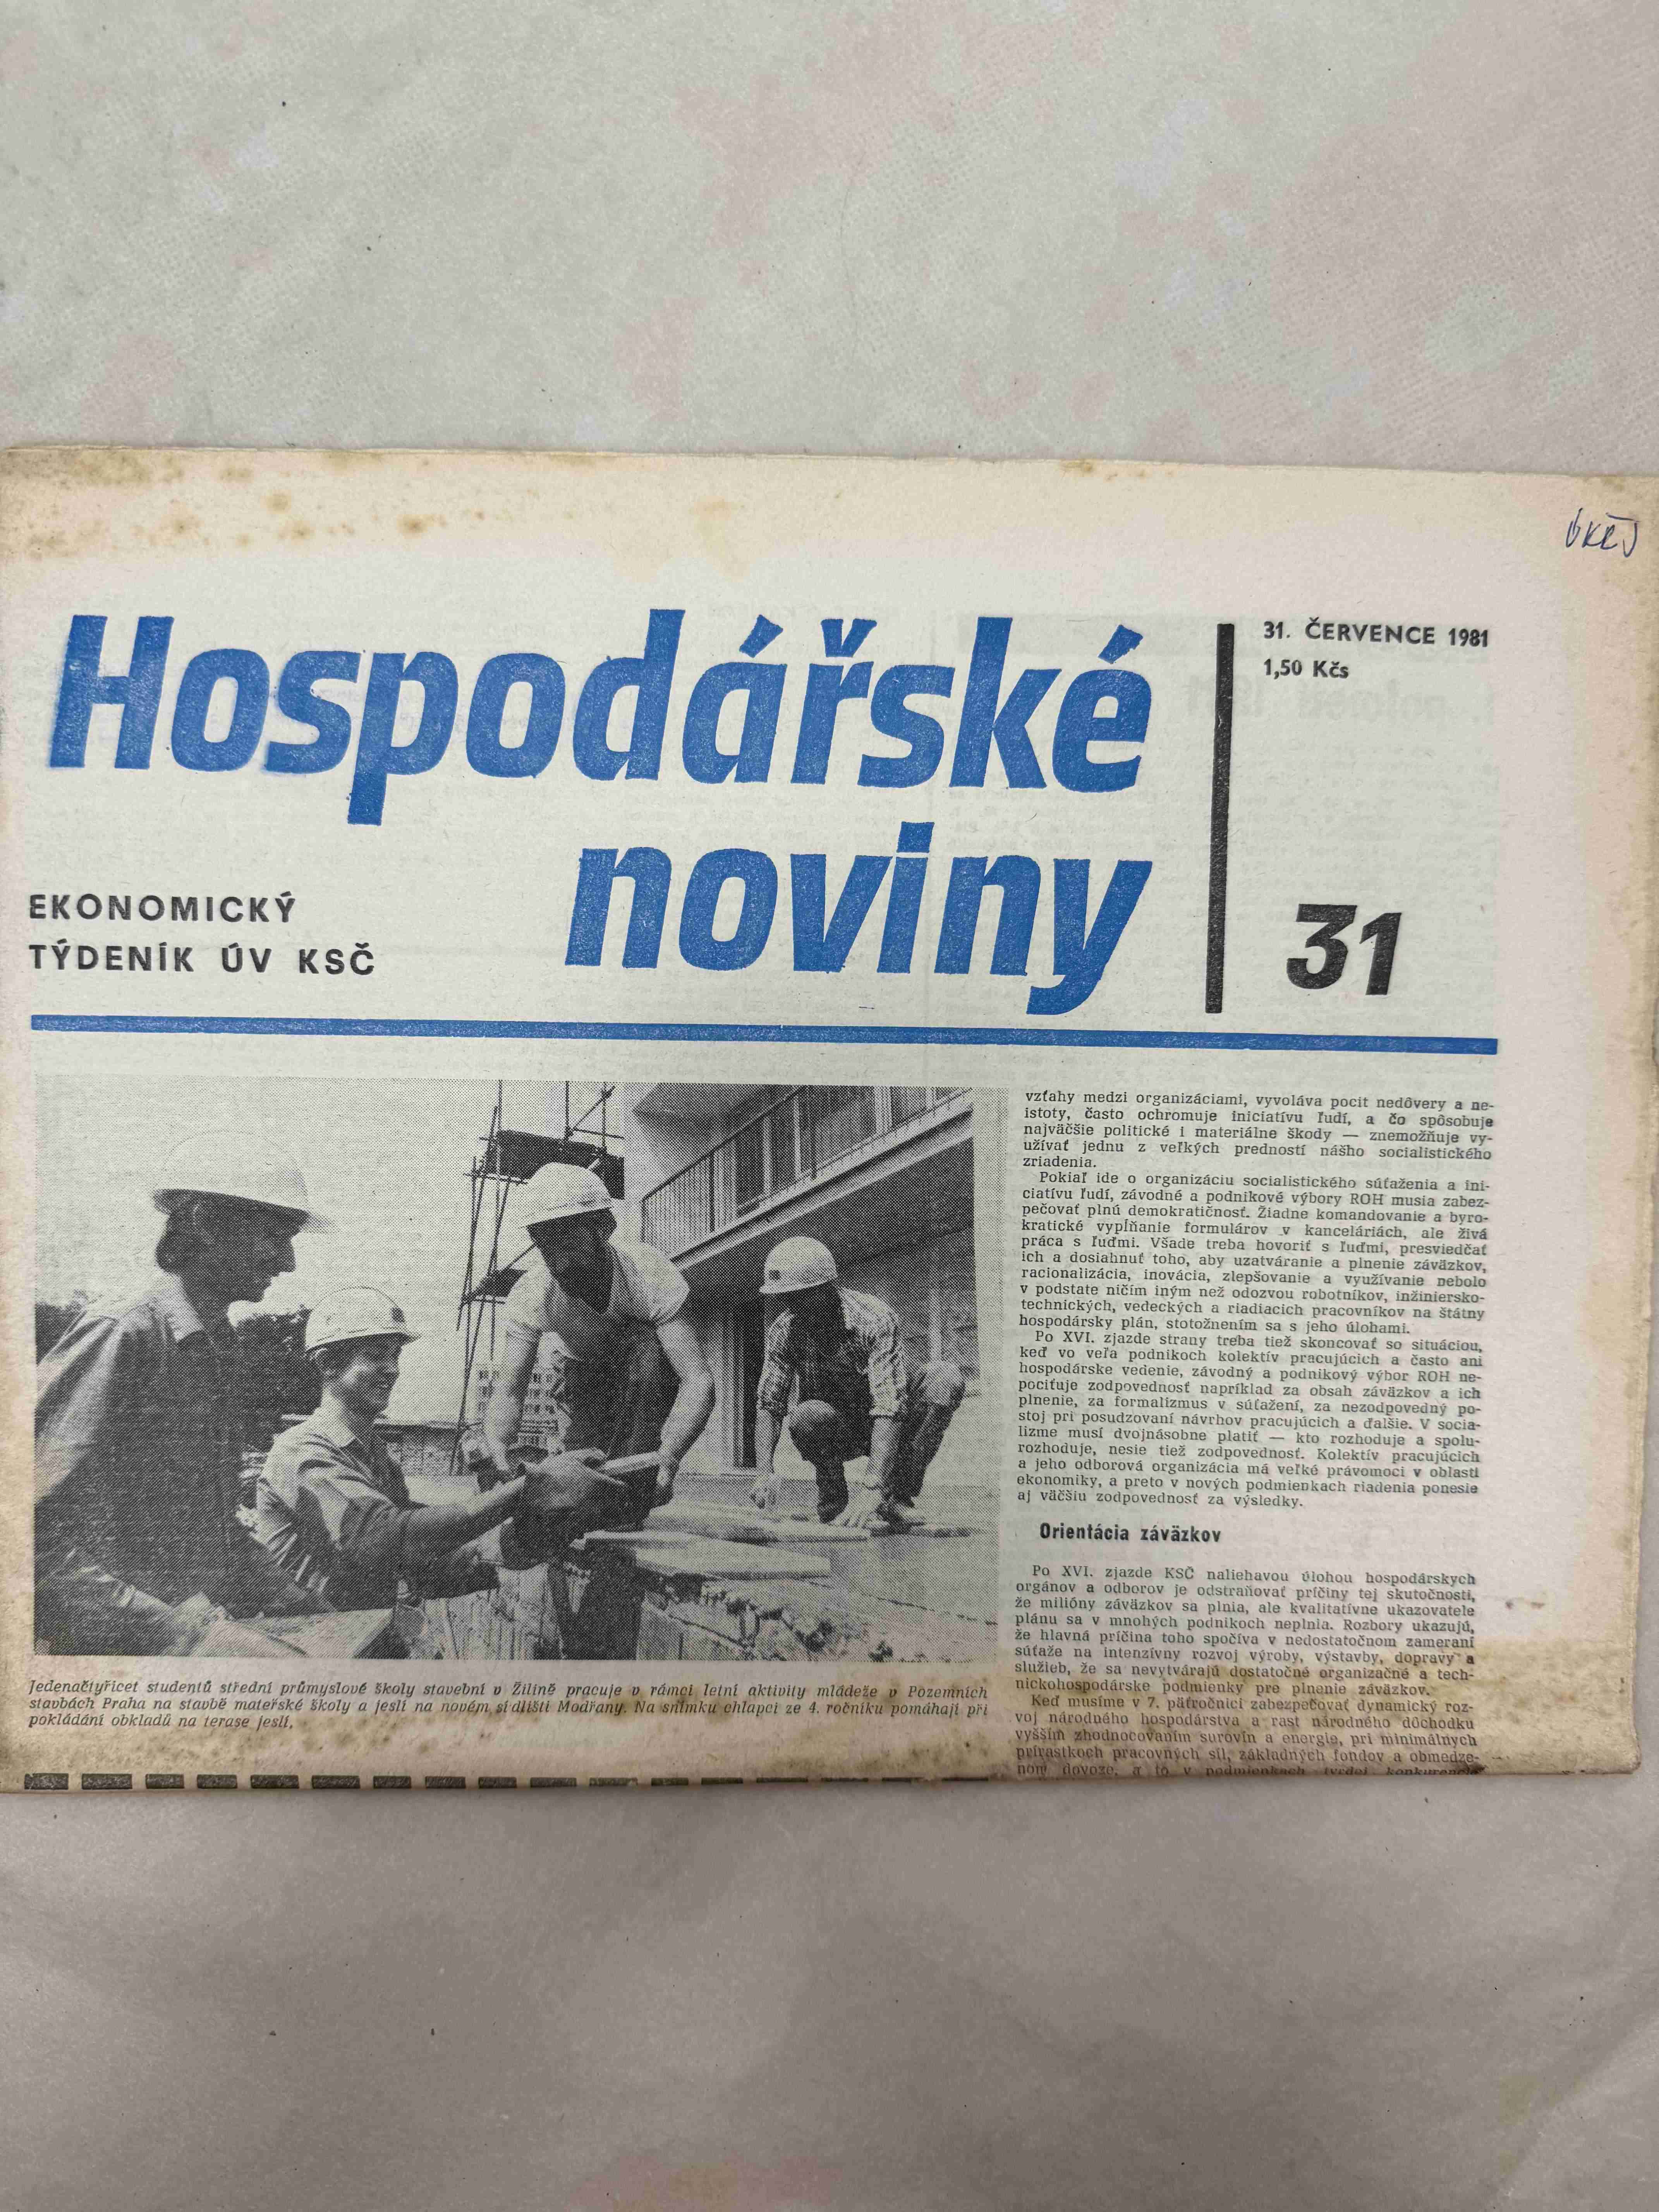 Hospodářské
noviny
EKONOMICKÝ
TÝDENÍK ÚV KSČ
31. ČERVENCE 1981
1,50 Kčs
31
Jedenačtyřicet studentů střední průmyslové školy stavební v Žilině pracuje v rámci letní aktivity mládeže v Pozemních
stavbách Praha na stavbě mateřské školy a jeslí na novém sídlišti Modřany. Na snímku chlapci ze 4. ročníku pomáhají při
pokládání obkladů na terase jeslí.
vzťahy medzi organizáciami, vyvoláva pocit nedôvery a ne-
istoty, často ochromuje iniciatívu ľudí, a čo spôsobuje
najväčšie politické i materiálne škody — znemožňuje vy-
užívať jednu z veľkých predností nášho socialistického
zriadenia.
Pokiaľ ide o organizáciu socialistického súťaženia a ini-
ciatívu ľudí, závodné a podnikové výbory ROH musia zabez-
pečovať plnú demokratičnosť. Žiadne komandovanie a byro-
kratické vypĺňanie formulárov v kanceláriách, ale živá
práca s ľuďmi. Všade treba hovoriť s ľuďmi, presviedčať
ich a dosiahnuť toho, aby uzatváranie a plnenie záväzkov,
racionalizácia, inovácia, zlepšovanie a využívanie nebolo
v podstate ničím iným než odozvou robotníkov, inžiniersko-
technických, vedeckých a riadiacich pracovníkov na štátny
hospodársky plán, stotožnením sa s jeho úlohami.
Po XVI. zjazde strany treba tiež skoncovať so situáciou,
keď vo veľa podnikoch kolektív pracujúcich a často ani
hospodárske vedenie, závodný a podnikový výbor ROH ne-
pociťuje zodpovednosť napríklad za obsah záväzkov a ich
plnenie, za formalizmus v súťažení, za nezodpovedný po-
stoj pri posudzovaní návrhov pracujúcich a ďalšie. V socia-
lizme musí dvojnásobne platiť — kto rozhoduje a spolu-
rozhoduje, nesie tiež zodpovednosť. Kolektív pracujúcich
a jeho odborová organizácia má veľké právomoci v oblasti
ekonomiky, a preto v nových podmienkach riadenia ponesie
aj väčšiu zodpovednosť za výsledky.
Orientácia záväzkov
Po XVI. zjazde KSČ naliehavou úlohou hospodárskych
orgánov a odborov je odstraňovať príčiny tej skutočnosti,
že milióny záväzkov sa plnia, ale kvalitatívne ukazovatele
plánu sa v mnohých podnikoch neplnia. Rozbory ukazujú,
že hlavná príčina toho spočíva v nedostatočnom zameraní
súťaže na intenzívny rozvoj výroby, výstavby, dopravy a
služieb, že sa nevytvárajú dostatočné organizačné a tech-
nickohospodárske podmienky pre plnenie záväzkov.
Keď musíme v 7. päťročnici zabezpečovať dynamický roz-
voj národného hospodárstva a rast národného dôchodku
vyšším zhodnocovaním surovín a energie, pri minimálnych
prírastkoch pracovných síl, základných fondov a obmedze-
nom dovoze, a to v podmienkach tvrdej